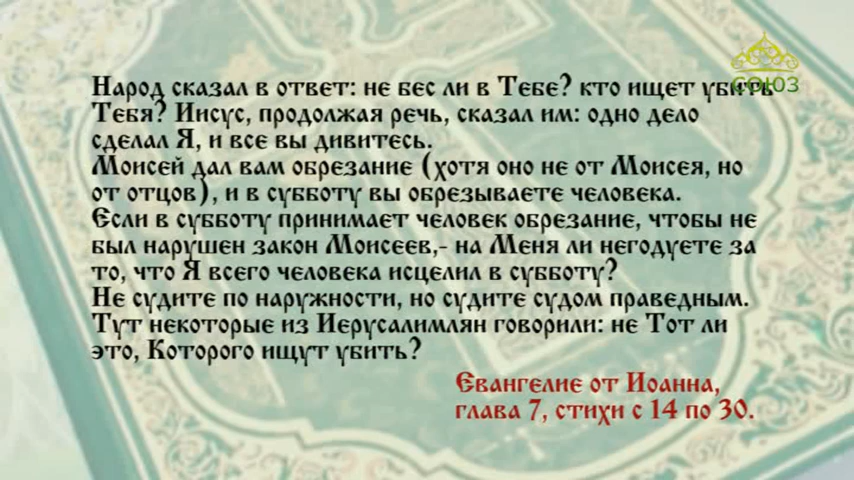 СОЮЗ
Народ сказал в ответ: не бес ли в Тебе? кто ищет убить
Тебя? Иисус, продолжая речь, сказал им: одно дело
сделал Я, и все вы дивитесь.
Моисей дал вам обрезание (хотя оно не от Моисея, но
от отцов), и в субботу вы обрезываете человека.
Если в субботу принимает человек обрезание, чтобы не
был нарушен закон Моисеев,- на Меня ли негодуете за
то, что Я всего человека исцелил в субботу?
Не судите по наружности, но судите судом праведным.
Тут некоторые из Иерусалимлян говорили: не Тот ли
это, Которого ищут убить?
Евангелие от Иоанна,
глава 7, стихи с 14 по 30.